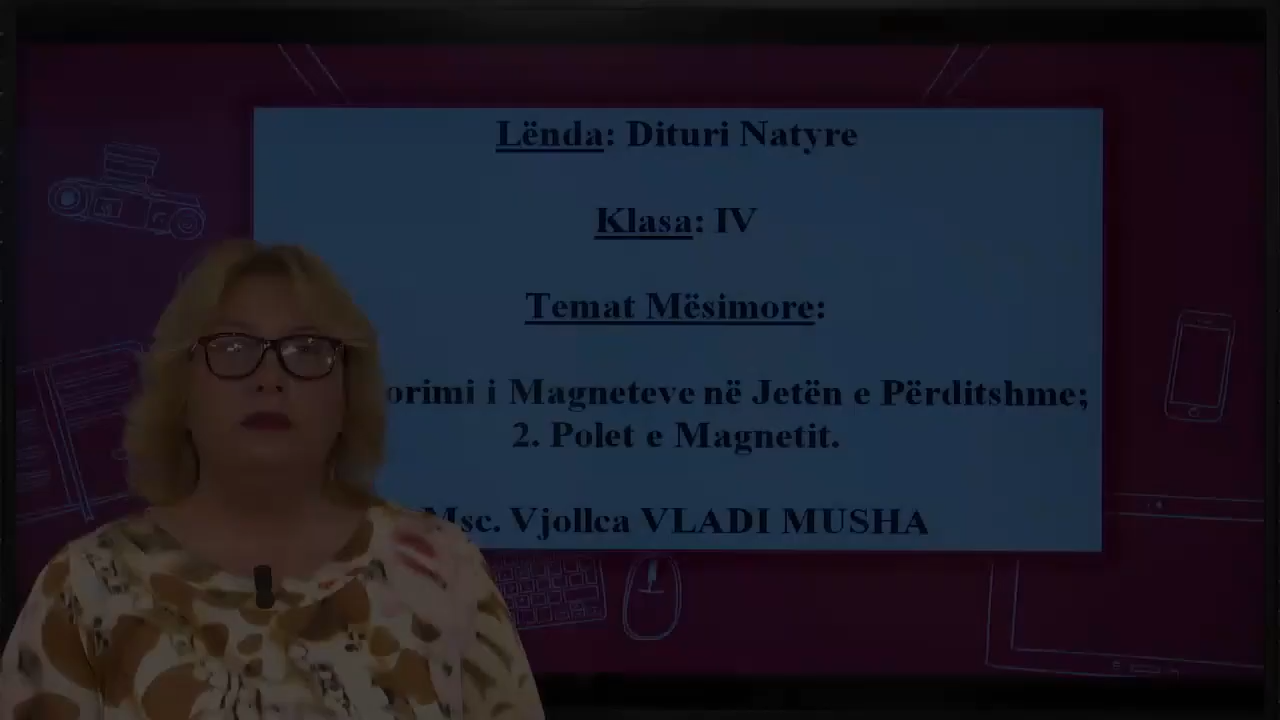 Lënda: Dituri Natyre
Klasa: IV
Temat Mësimore:
i Magneteve në Jetën e Përditshme;
2. Polet e Magnetit.
Msc. Vjollca VLADI MUSHA